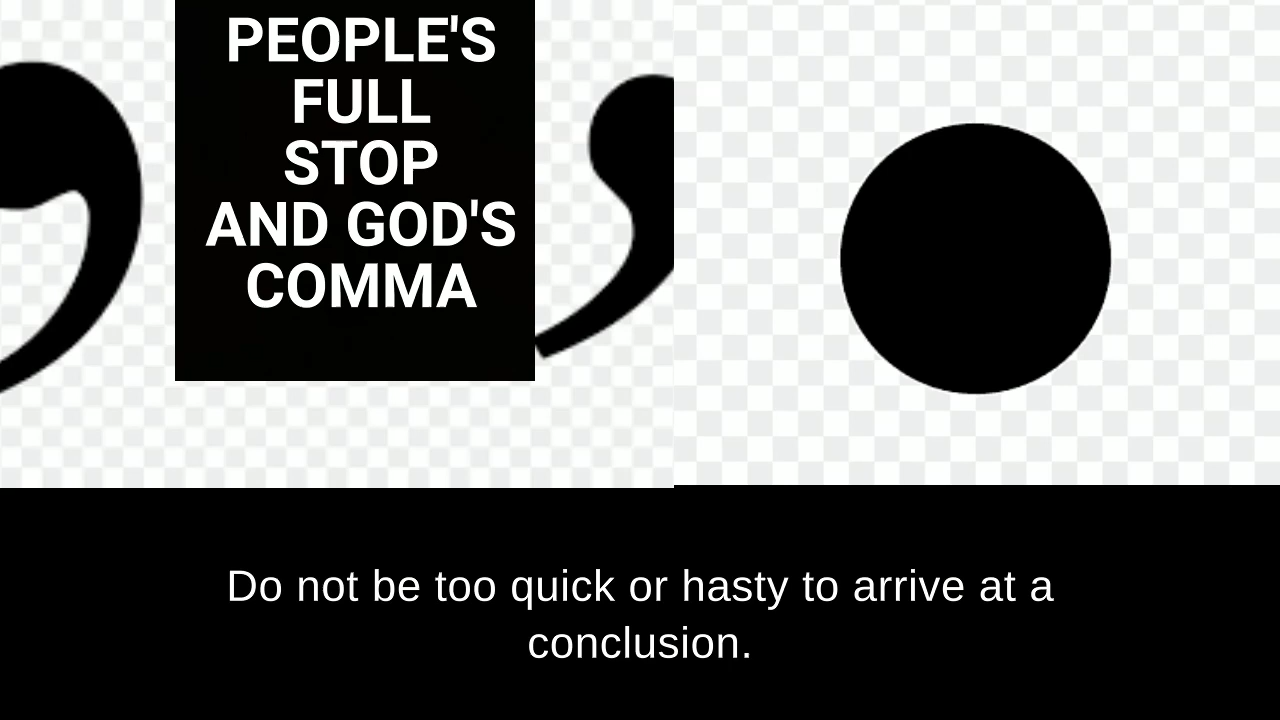 PEOPLE'S
FULL
STOP
AND GOD'S
COMMA
Do not be too quick or hasty to arrive at a
conclusion.